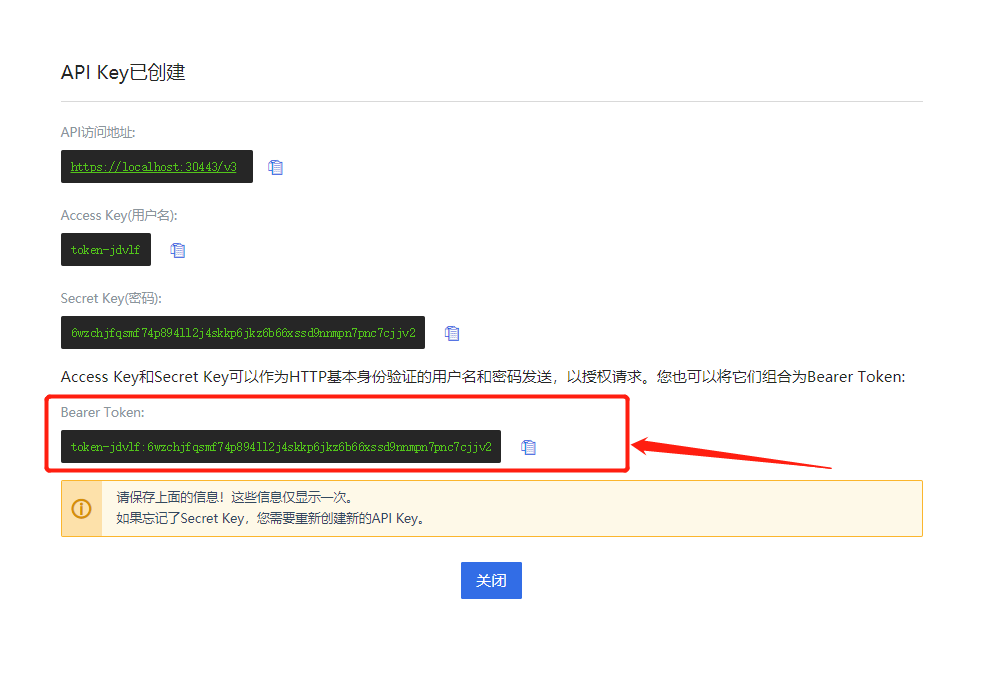 API Key已创建
API访问地址:
https://localhost:30443/v3
Access Key(用户名):
token-jdvlf
Secret Key(密码):
6wzchjfqsmf74p894ll2j4skkp6jkz6b66xssd9nnmpn7pnc7cjjv2
Access Key和Secret Key可以作为HTTP基本身份验证的用户名和密码发送，以授权请求。您也可以将它们组合为Bearer Token:
Bearer Token:
token-jdvlf:6wzchjfqsmf74p894ll2j4skkp6jkz6b66xssd9nnmpn7pnc7cjjv2
请保存上面的信息！这些信息仅显示一次。
如果忘记了Secret Key，您需要重新创建新的API Key。
关闭